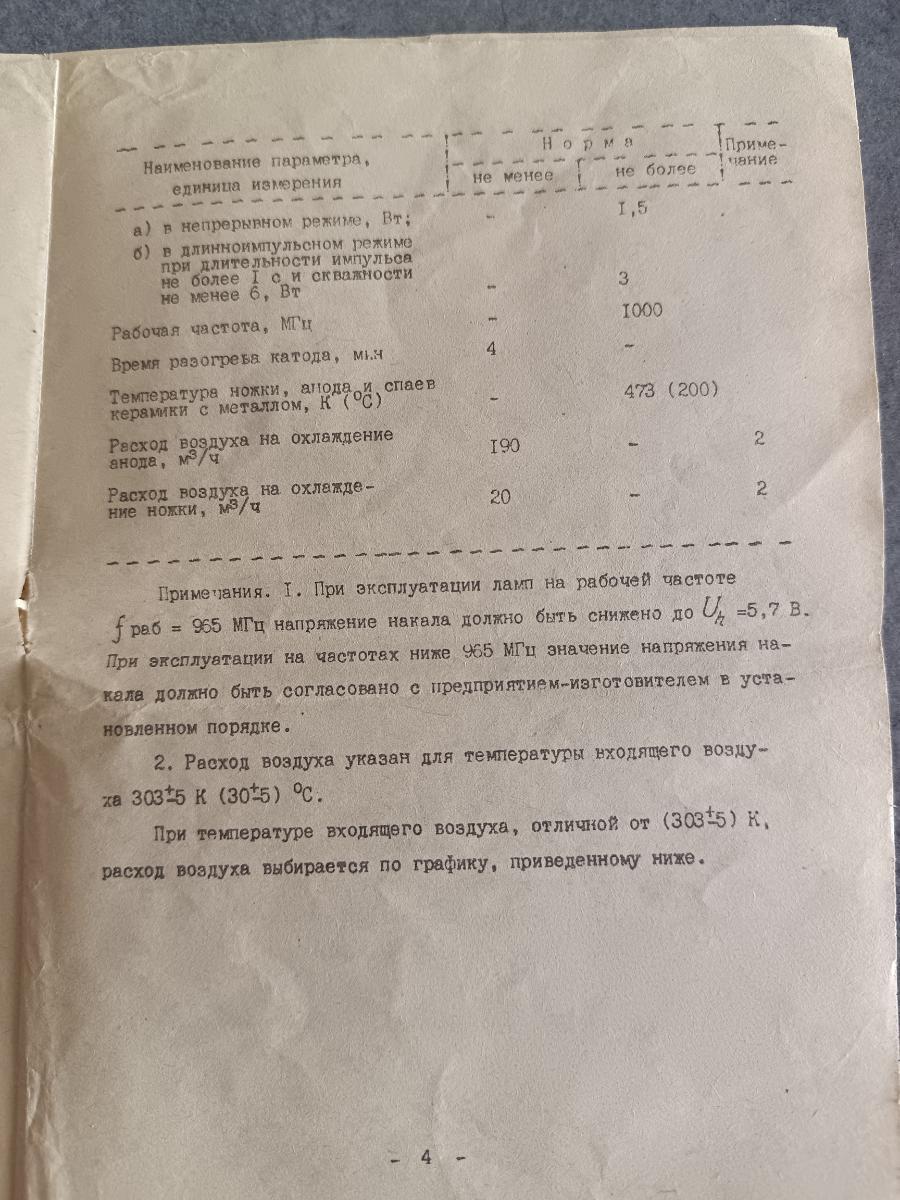 Наименование параметра,
единица измерения
Н о р м а
не менее
не более
Приме-
чание
а) в непрерывном режиме, Вт; - I,5
б) в длинноимпульсном режиме
при длительности импульса
не более I с и скважности
не менее 6, Вт - 3
Рабочая частота, МГц - I000
Время разогрева катода, мин 4 -
Температура ножки, анода и спаев
керамики с металлом, К (°С) - 473 (200)
Расход воздуха на охлаждение
анода, м³/ч I90 - 2
Расход воздуха на охлажде-
ние ножки, м³/ч 20 - 2
Примечания. I. При эксплуатации ламп на рабочей частоте
f раб = 965 МГц напряжение накала должно быть снижено до Uh =5,7 В.
При эксплуатации на частотах ниже 965 МГц значение напряжения на-
кала должно быть согласовано с предприятием-изготовителем в уста-
новленном порядке.
2. Расход воздуха указан для температуры входящего возду-
ха 303±5 К (30±5) °С.
При температуре входящего воздуха, отличной от (303±5) К,
расход воздуха выбирается по графику, приведенному ниже.
- 4 -